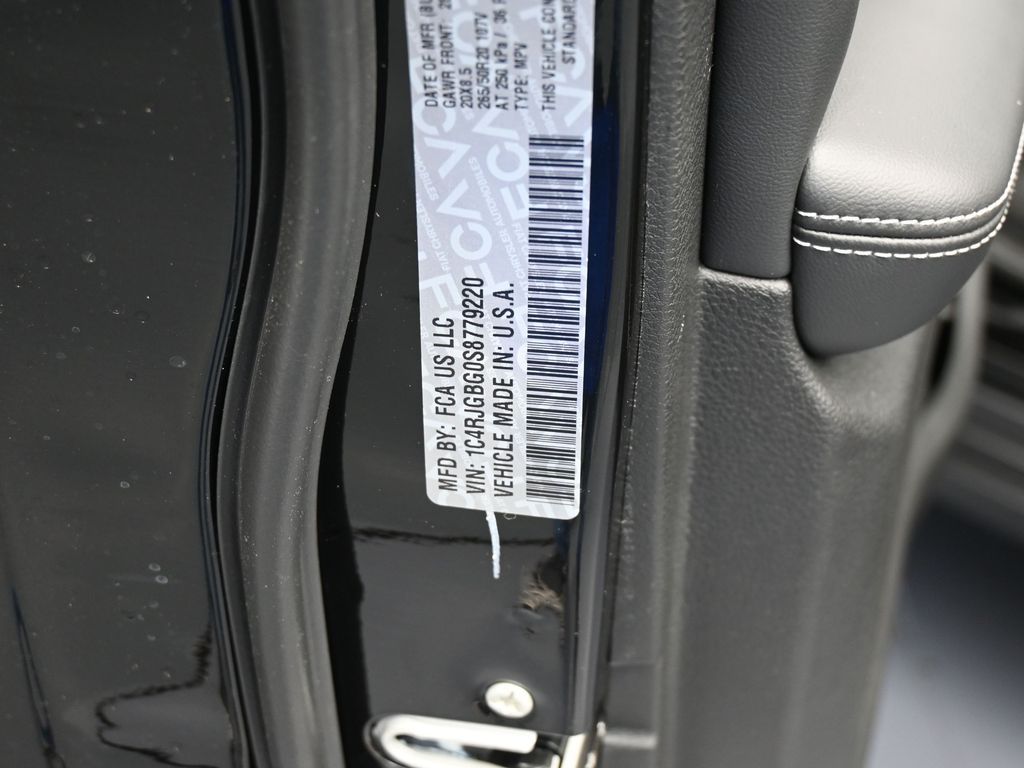 MFD BY: FCA US LLC
DATE OF MFR
VIN: 1C4RJGBG0S8779220
GAWR FRONT:
20X8.5
VEHICLE MADE IN: U.S.A.
265/50R20 107V
AT 250 kPa / 36
TYPE: MPV
THIS VEHICLE
STANDARD